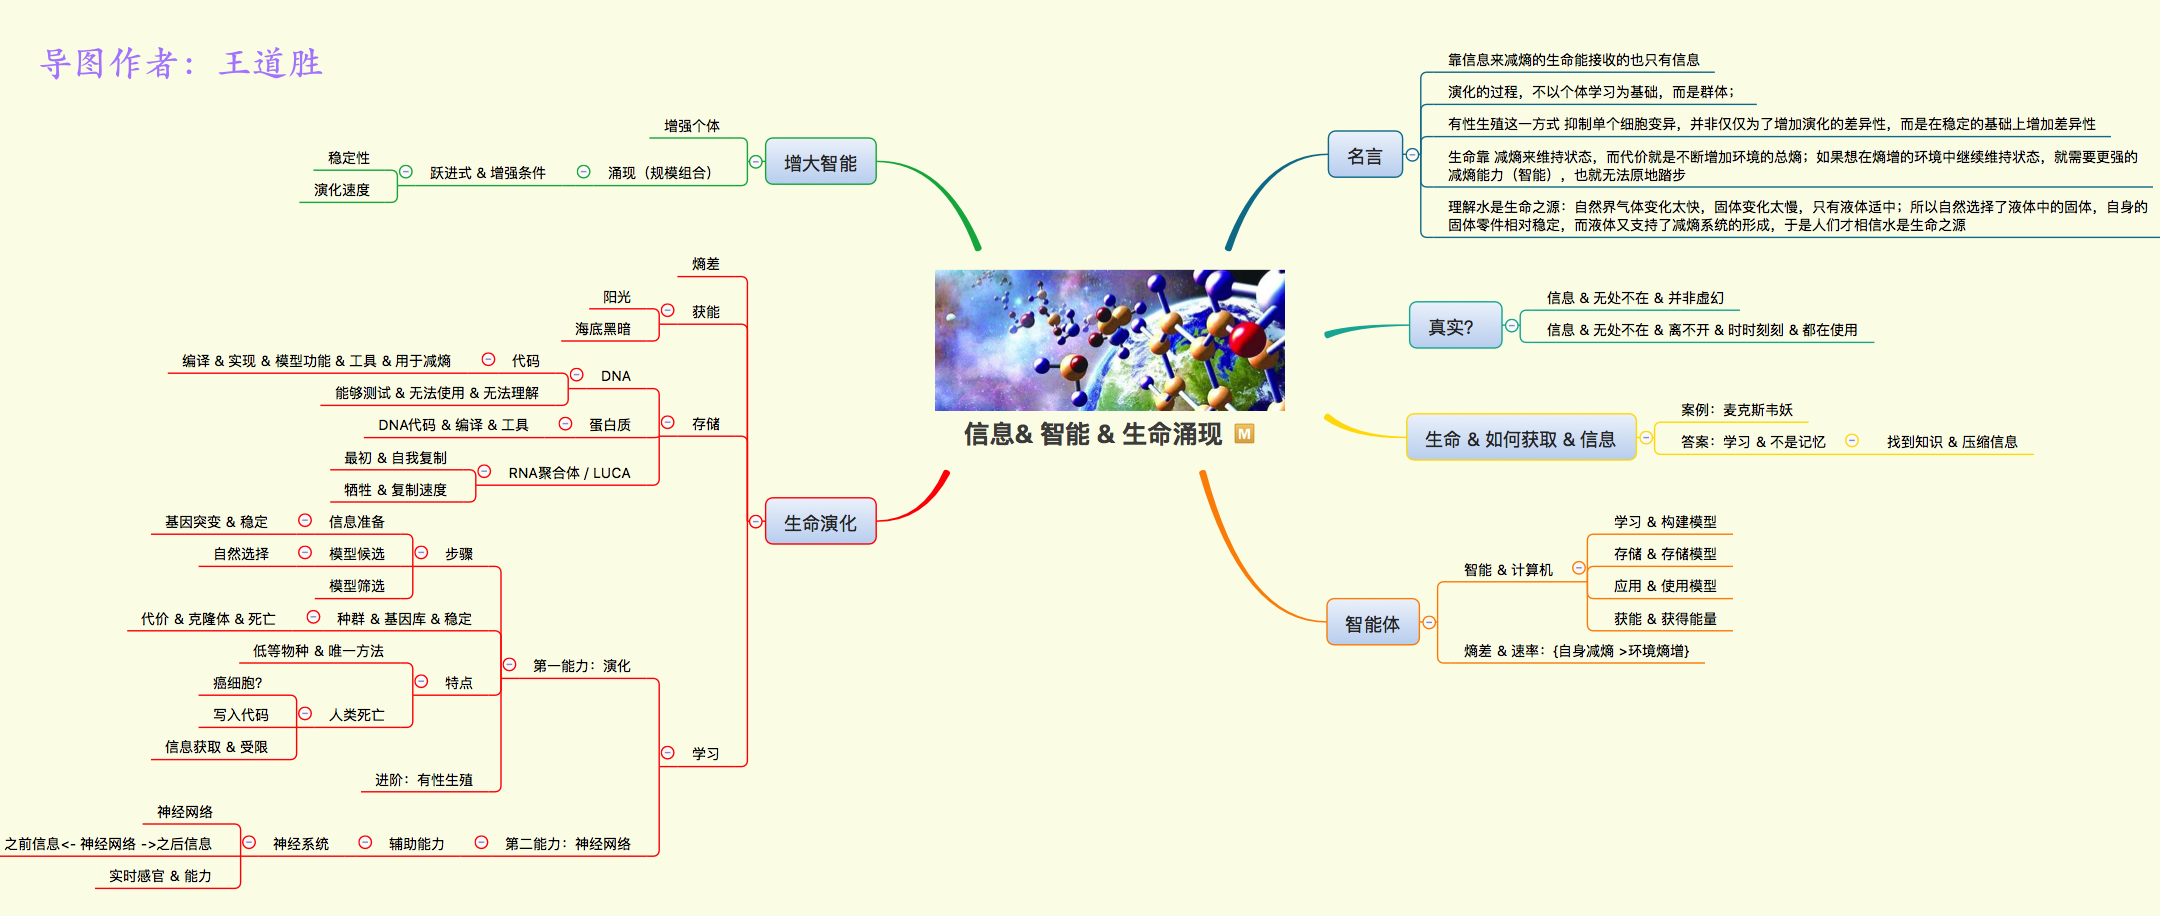 导图作者：王道胜
靠信息来减熵的生命能接收的也只有信息
演化的过程，不以个体学习为基础，而是群体；
有性生殖这一方式 抑制单个细胞变异，并非仅仅为了增加演化的差异性，而是在稳定的基础上增加差异性
名言
生命靠 减熵来维持状态，而代价就是不断增加环境的总熵；如果想在熵增的环境中继续维持状态，就需要更强的
减熵能力（智能），也就无法原地踏步
理解水是生命之源：自然界气体变化太快，固体变化太慢，只有液体适中；所以自然选择了液体中的固体，自身的
固体零件相对稳定，而液体又支持了减熵系统的形成，于是人们才相信水是生命之源
增大智能
增强个体
涌现（规模组合）
跃进式 & 增强条件
稳定性
演化速度
信息& 智能 & 生命涌现 M
真实？
信息 & 无处不在 & 并非虚幻
信息 & 无处不在 & 离不开 & 时时刻刻 & 都在使用
生命 & 如何获取 & 信息
案例：麦克斯韦妖
答案：学习 & 不是记忆
找到知识 & 压缩信息
智能体
智能 & 计算机
学习 & 构建模型
存储 & 存储模型
应用 & 使用模型
获能 & 获得能量
熵差 & 速率：{自身减熵 >环境熵增}
生命演化
熵差
获能
阳光
海底黑暗
存储
DNA
代码
编译 & 实现 & 模型功能 & 工具 & 用于减熵
能够测试 & 无法使用 & 无法理解
蛋白质
DNA代码 & 编译 & 工具
RNA聚合体 / LUCA
最初 & 自我复制
牺牲 & 复制速度
学习
第一能力：演化
步骤
信息准备
基因突变 & 稳定
模型候选
自然选择
模型筛选
种群 & 基因库 & 稳定
代价 & 克隆体 & 死亡
特点
低等物种 & 唯一方法
人类死亡
癌细胞？
写入代码
信息获取 & 受限
进阶：有性生殖
第二能力：神经网络
辅助能力
神经系统
神经网络
之前信息<- 神经网络 ->之后信息
实时感官 & 能力